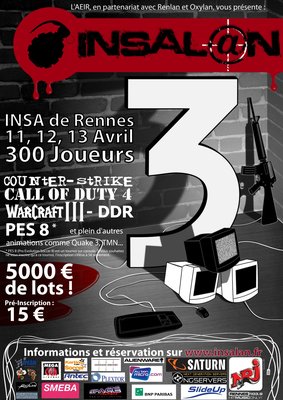 L'AEIR, en partenariat avec Renlan et Oxylan, vous présente :
INSAL@N
3
INSA de Rennes
11, 12, 13 Avril
300 Joueurs
COUNTER-STRIKE
CALL OF DUTY 4
WARCRAFT III - DDR
PES 8 * et plein d'autres
animations comme Quake 3, TMN...
5000 €
de lots !
Pré-Inscription :
15 €
Informations et réservation sur www.insalan.fr
MEGA
ALIENWARE
SATURN
NGSERVERS
NRJ
SMEBA
BNP PARIBAS
SlideUp